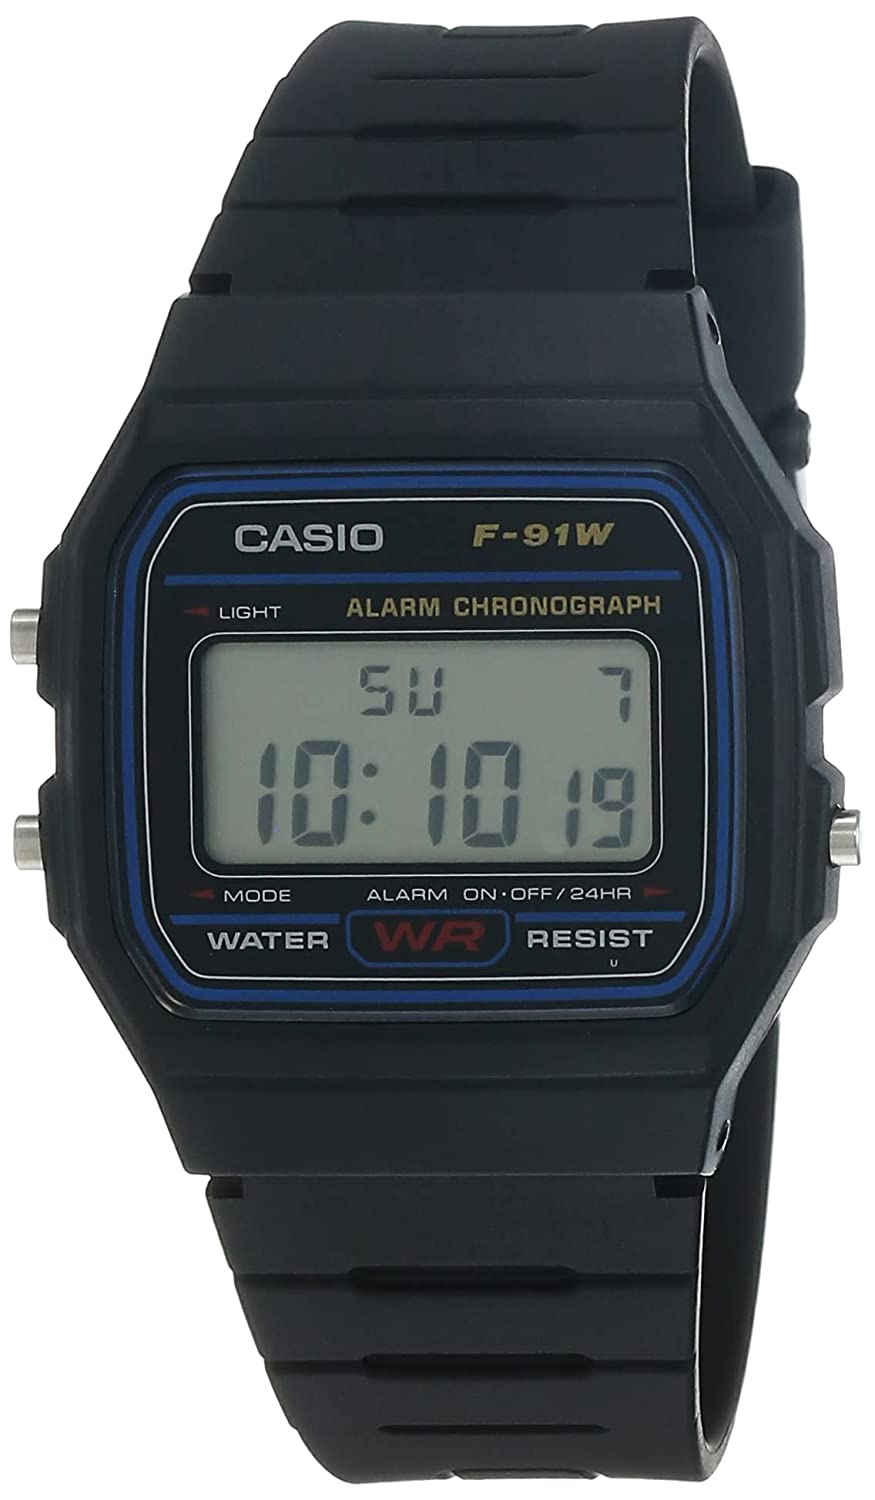 CASIO F-91W
LIGHT ALARM CHRONOGRAPH
SU 7
10:10 19
MODE ALARM ON·OFF/24HR
WATER WR RESIST
U